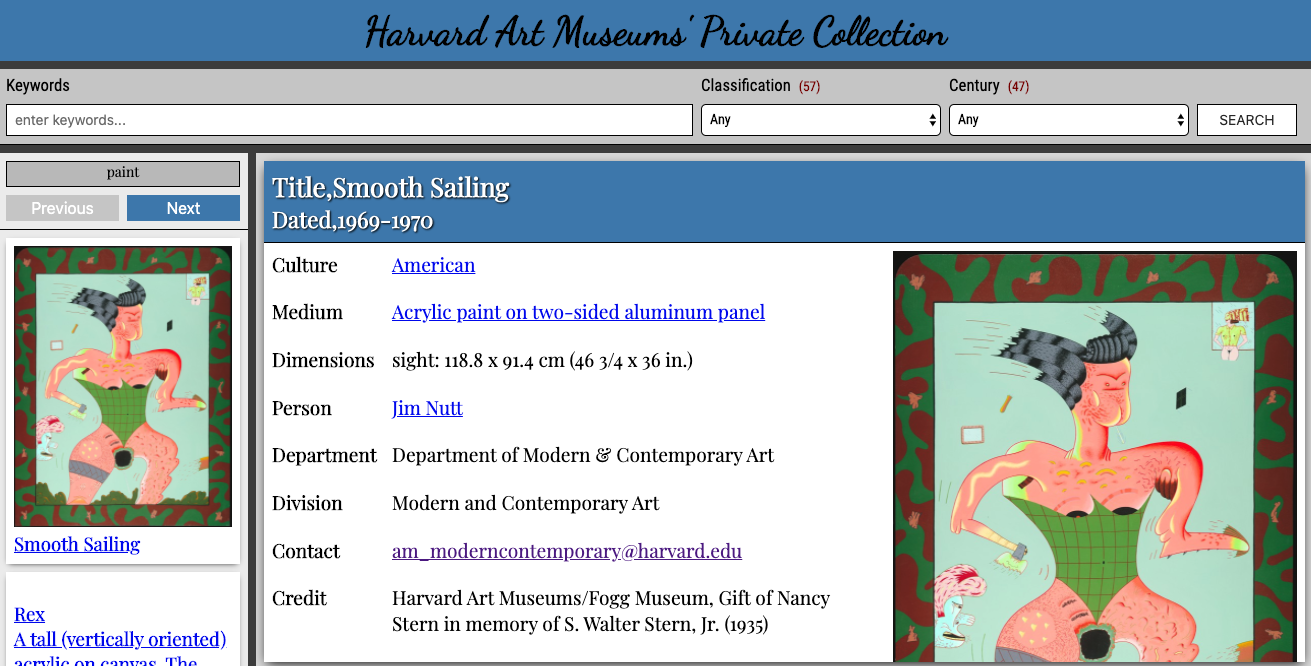 Harvard Art Museums' Private Collection
Keywords
Classification (57)
Century (47)
enter keywords...
Any
Any
SEARCH
paint
Previous
Next
Smooth Sailing
Rex
A tall (vertically oriented)
acrylic on canvas. The
Title,Smooth Sailing
Dated,1969-1970
Culture American
Medium Acrylic paint on two-sided aluminum panel
Dimensions sight: 118.8 x 91.4 cm (46 3/4 x 36 in.)
Person Jim Nutt
Department Department of Modern & Contemporary Art
Division Modern and Contemporary Art
Contact am_moderncontemporary@harvard.edu
Credit Harvard Art Museums/Fogg Museum, Gift of Nancy
Stern in memory of S. Walter Stern, Jr. (1935)